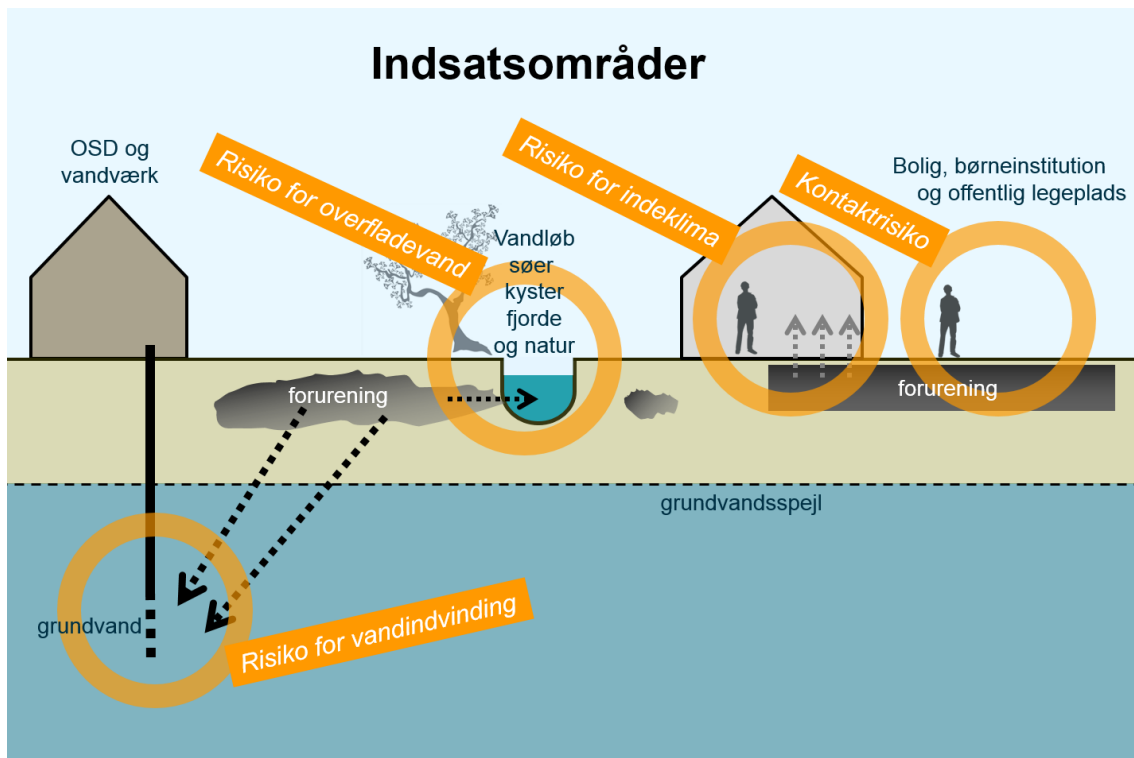 Indsatsområder
OSD og
vandværk
Risiko for overfladevand
Vandløb
søer
kyster
fjorde
og natur
Risiko for indeklima
Kontaktrisiko
Bolig, børneinstitution
og offentlig legeplads
forurening
forurening
grundvandsspejl
grundvand
Risiko for vandindvinding